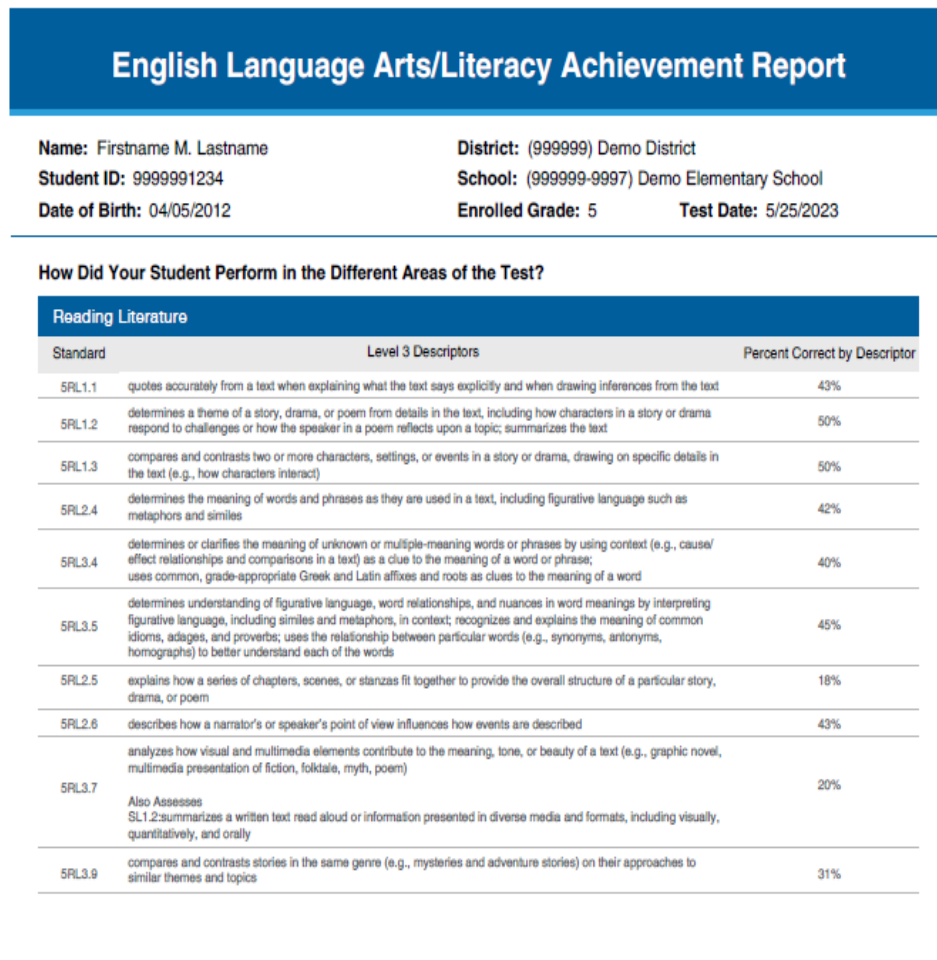 English Language Arts/Literacy Achievement Report
Name: Firstname M. Lastname
District: (999999) Demo District
Student ID: 9999991234
School: (999999-9997) Demo Elementary School
Date of Birth: 04/05/2012
Enrolled Grade: 5 Test Date: 5/25/2023
How Did Your Student Perform in the Different Areas of the Test?
Reading Literature
Standard Level 3 Descriptors Percent Correct by Descriptor
5RL1.1 quotes accurately from a text when explaining what the text says explicitly and when drawing inferences from the text 43%
determines a theme of a story, drama, or poem from details in the text, including how characters in a story or drama
5RL1.2 respond to challenges or how the speaker in a poem reflects upon a topic; summarizes the text 50%
compares and contrasts two or more characters, settings, or events in a story or drama, drawing on specific details in
5RL1.3 the text (e.g., how characters interact) 50%
determines the meaning of words and phrases as they are used in a text, including figurative language such as
5RL2.4 metaphors and similes 42%
determines or clarifies the meaning of unknown or multiple-meaning words or phrases by using context (e.g., cause/
5RL3.4 effect relationships and comparisons in a text) as a clue to the meaning of a word or phrase; 40%
uses common, grade-appropriate Greek and Latin affixes and roots as clues to the meaning of a word
determines understanding of figurative language, word relationships, and nuances in word meanings by interpreting
figurative language, including similes and metaphors, in context; recognizes and explains the meaning of common
5RL3.5 idioms, adages, and proverbs; uses the relationship between particular words (e.g., synonyms, antonyms, 45%
homographs) to better understand each of the words
5RL2.5 explains how a series of chapters, scenes, or stanzas fit together to provide the overall structure of a particular story, 18%
drama, or poem
5RL2.6 describes how a narrator's or speaker's point of view influences how events are described 43%
analyzes how visual and multimedia elements contribute to the meaning, tone, or beauty of a text (e.g., graphic novel,
multimedia presentation of fiction, folktale, myth, poem)
5RL3.7 20%
Also Assesses
SL1.2:summarizes a written text read aloud or information presented in diverse media and formats, including visually,
quantitatively, and orally
compares and contrasts stories in the same genre (e.g., mysteries and adventure stories) on their approaches to
5RL3.9 similar themes and topics 31%